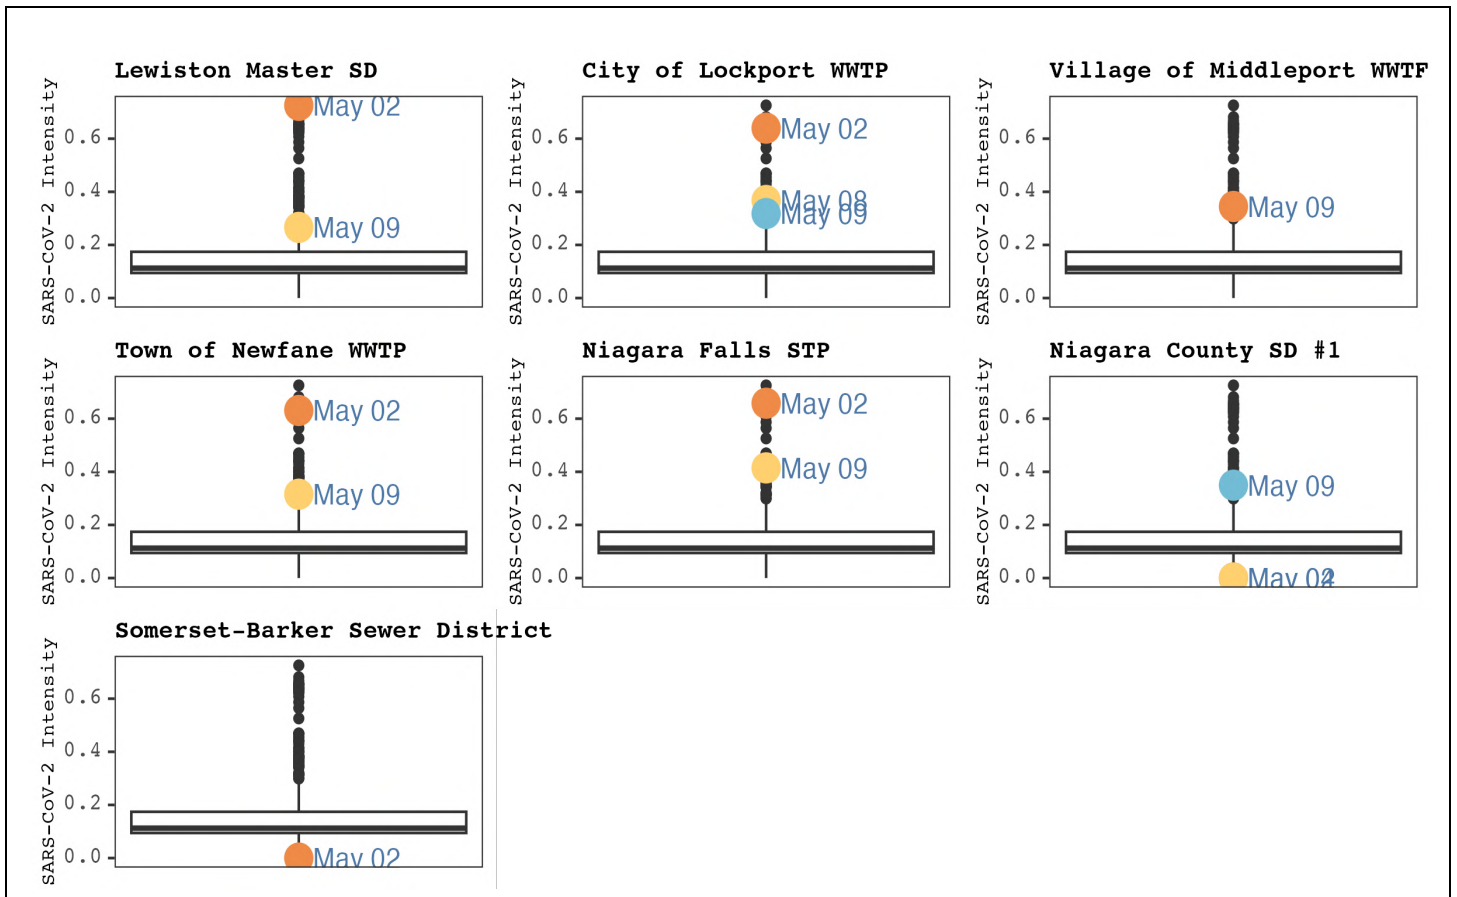 Lewiston Master SD
SARS-CoV-2 Intensity
0.6
0.4
0.2
0.0
May 02
May 09
City of Lockport WWTP
SARS-CoV-2 Intensity
0.6
0.4
0.2
0.0
May 02
May 08
May 09
Village of Middleport WWTF
SARS-CoV-2 Intensity
0.6
0.4
0.2
0.0
May 09
Town of Newfane WWTP
SARS-CoV-2 Intensity
0.6
0.4
0.2
0.0
May 02
May 09
Niagara Falls STP
SARS-CoV-2 Intensity
0.6
0.4
0.2
0.0
May 02
May 09
Niagara County SD #1
SARS-CoV-2 Intensity
0.6
0.4
0.2
0.0
May 09
May
Somerset-Barker Sewer District
SARS-CoV-2 Intensity
0.6
0.4
0.2
0.0
May 02